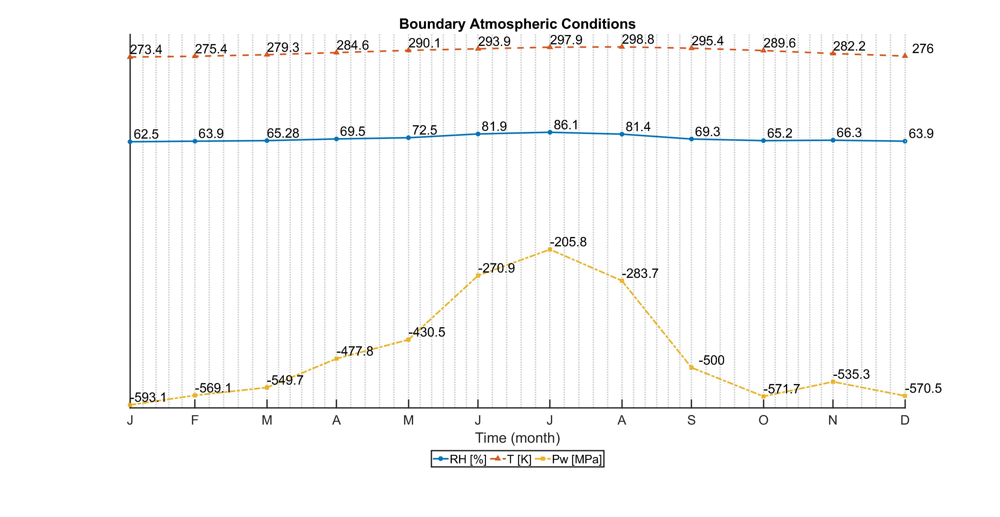 Boundary Atmospheric Conditions
273.4 275.4 279.3 284.6 290.1 293.9 297.9 298.8 295.4 289.6 282.2 276
62.5 63.9 65.28 69.5 72.5 81.9 86.1 81.4 69.3 65.2 66.3 63.9
-593.1 -569.1 -549.7 -477.8 -430.5 -270.9 -205.8 -283.7 -500 -571.7 -535.3 -570.5
J F M A M J J A S O N D
Time (month)
RH [%] T [K] Pw [MPa]